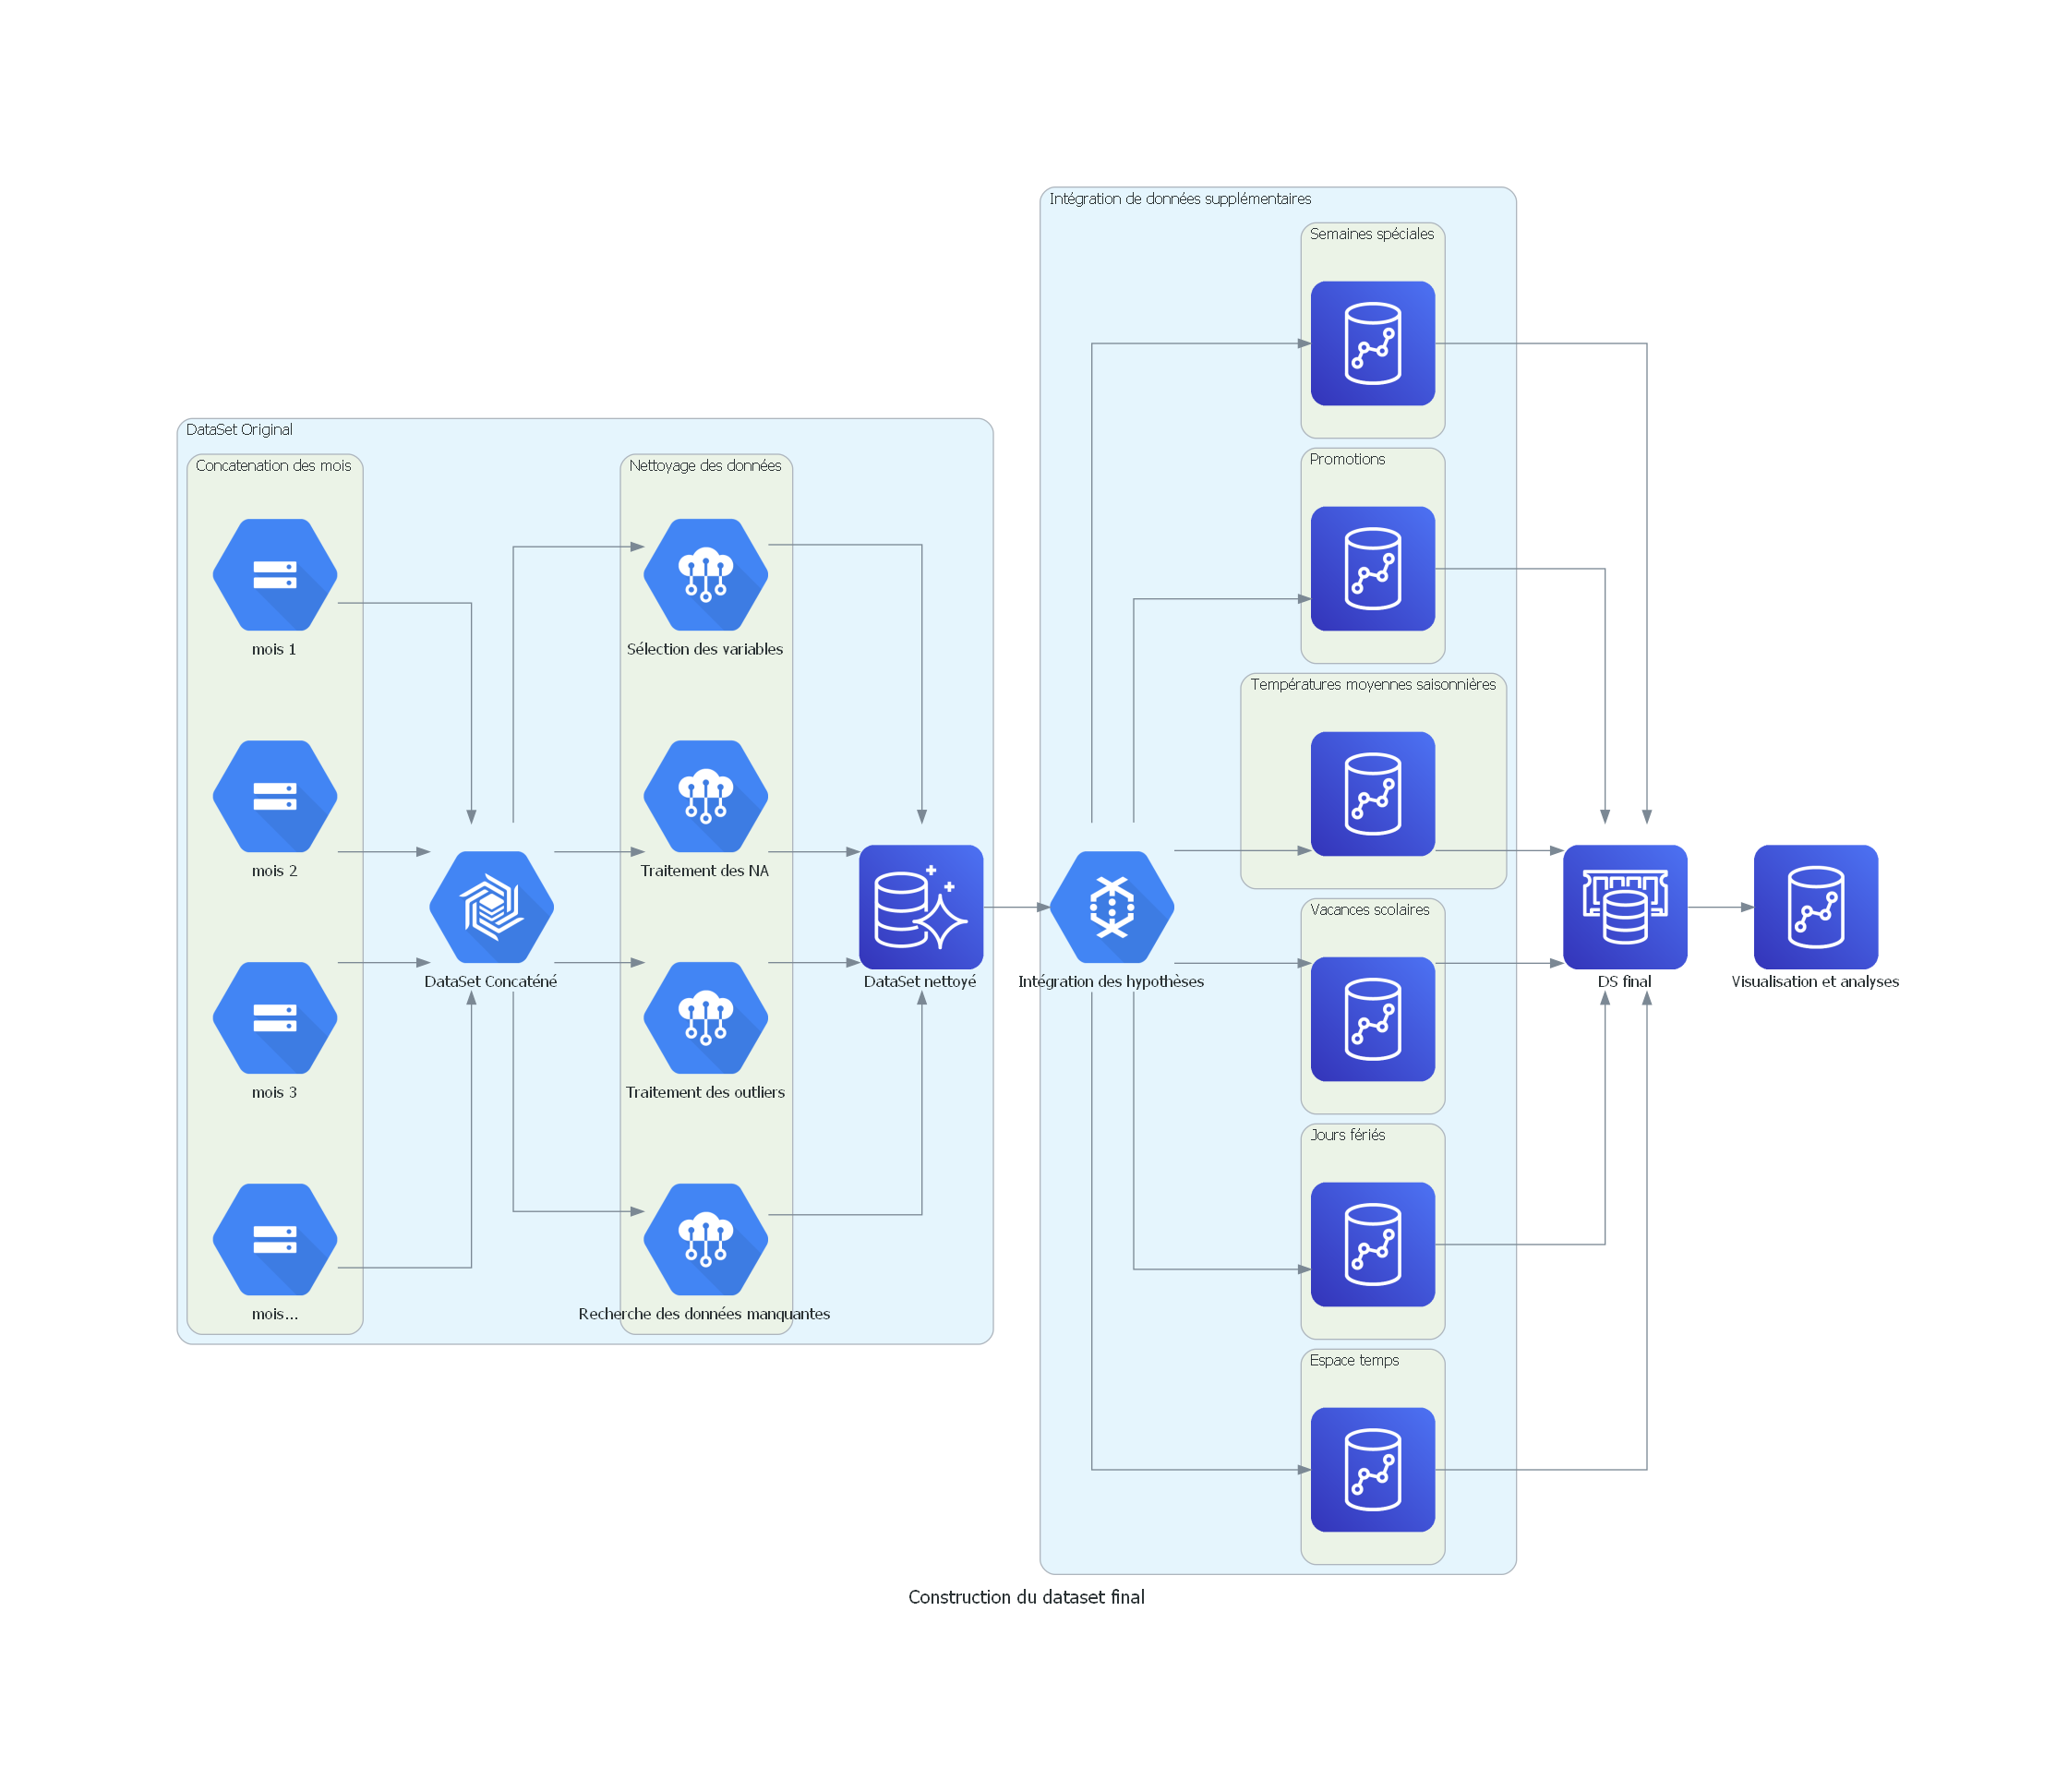 DataSet Original
Concatenation des mois
mois 1
mois 2
mois 3
mois...
DataSet Concaténé
Nettoyage des données
Sélection des variables
Traitement des NA
Traitement des outliers
Recherche des données manquantes
DataSet nettoyé
Intégration de données supplémentaires
Intégration des hypothèses
Semaines spéciales
Promotions
Températures moyennes saisonnières
Vacances scolaires
Jours fériés
Espace temps
DS final
Visualisation et analyses
Construction du dataset final